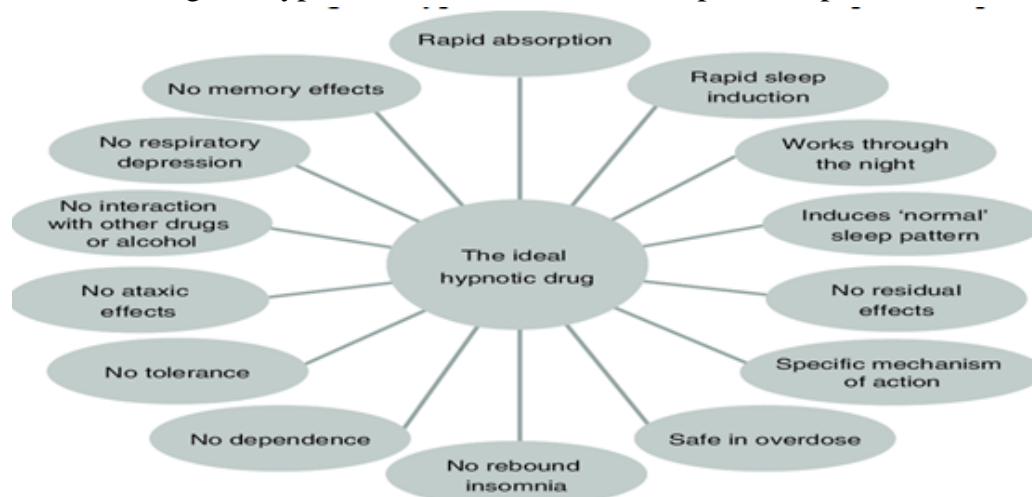 Rapid absorption
Rapid sleep
induction
Works through
the night
Induces ‘normal’
sleep pattern
No residual
effects
Specific mechanism
of action
Safe in overdose
No rebound
insomnia
No dependence
No tolerance
No ataxic
effects
No interaction
with other drugs
or alcohol
No respiratory
depression
No memory effects
The ideal
hypnotic drug